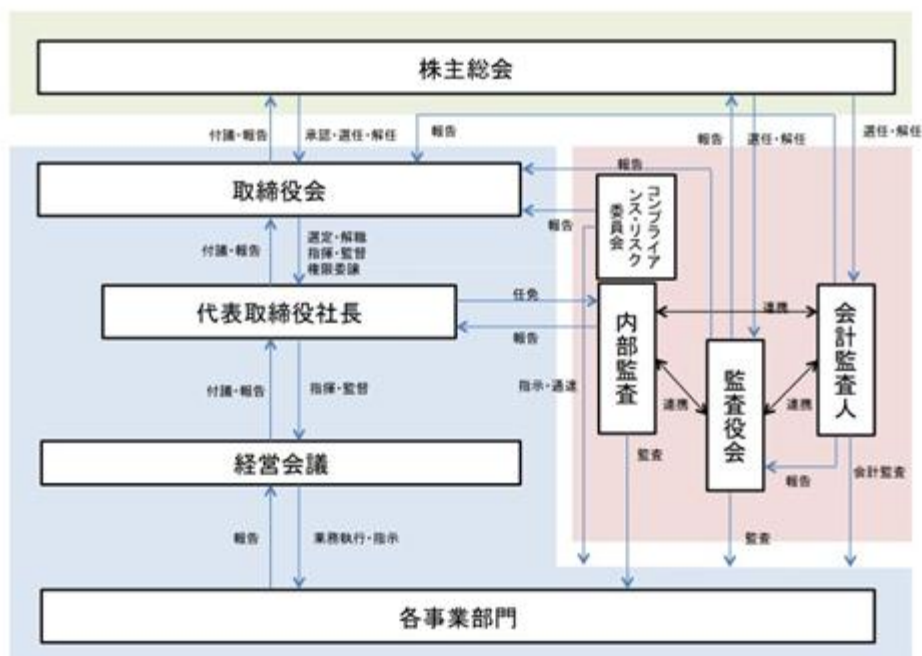 株主総会
付議・報告
承認・選任・解任
報告
報告
選任・解任
選任・解任
取締役会
報告
コンプライア
ンス・リスク
委員会
報告
付議・報告
選定・解職
指揮・監督
権限委譲
代表取締役社長
任免
報告
内部監査
連携
会計監査人
監査役会
付議・報告
指揮・監督
指示・通達
連携
連携
経営会議
監査
報告
会計監査
報告
業務執行・指示
監査
各事業部門